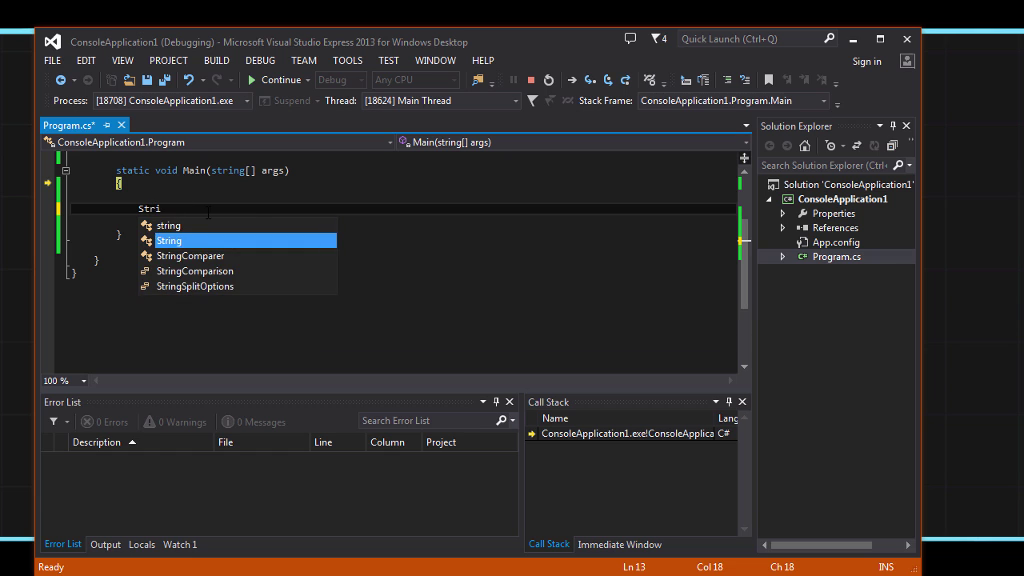 ConsoleApplication1 (Debugging) - Microsoft Visual Studio Express 2013 for Windows Desktop
4
Quick Launch (Ctrl+Q)
FILE EDIT VIEW PROJECT BUILD DEBUG TEAM TOOLS TEST WINDOW HELP
Sign in
Continue Debug Any CPU
Process: [18708] ConsoleApplication1.exe Suspend Thread: [18624] Main Thread Stack Frame: ConsoleApplication1.Program.Main
Program.cs*
ConsoleApplication1.Program
Main(string[] args)
static void Main(string[] args)
{
Stri
string
String
StringComparer
StringComparison
StringSplitOptions
}
}
}
100 %
Solution Explorer
Search Solution Explorer (Ctrl+
Solution 'ConsoleApplication1'
C# ConsoleApplication1
Properties
References
App.config
C# Program.cs
Error List
0 Errors 0 Warnings 0 Messages
Search Error List
Description File Line Column Project
Error List Output Locals Watch 1
Call Stack
Name Lang
ConsoleApplication1.exe!ConsoleApplica C#
Call Stack Immediate Window
Ready Ln 13 Col 18 Ch 18 INS